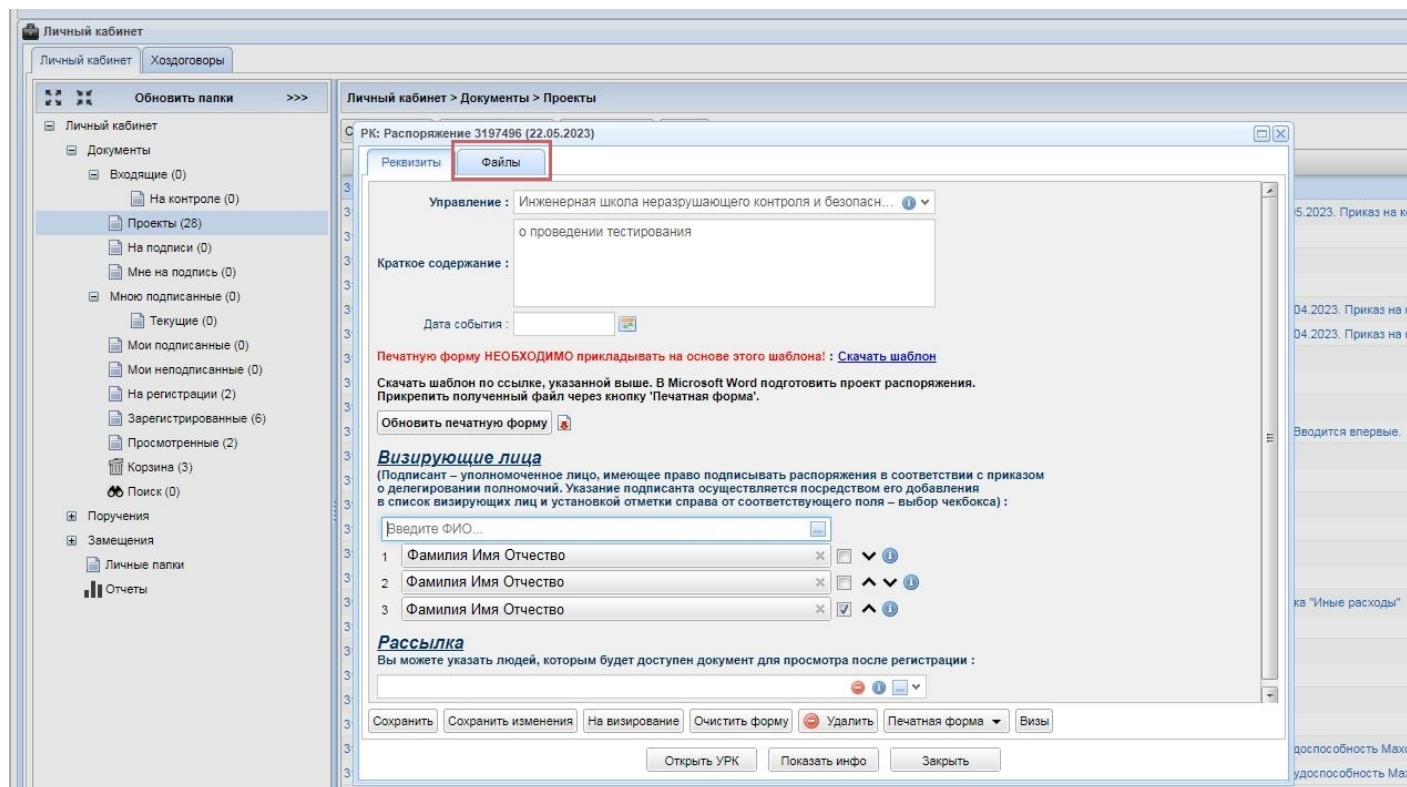 Личный кабинет
Личный кабинет
Хоздоговоры
Обновить папки >>>
Личный кабинет
Документы
Входящие (0)
На контроле (0)
Проекты (28)
На подписи (0)
Мне на подпись (0)
Мною подписанные (0)
Текущие (0)
Мои подписанные (0)
Мои неподписанные (0)
На регистрации (2)
Зарегистрированные (6)
Просмотренные (2)
Корзина (3)
Поиск (0)
Поручения
Замещения
Личные папки
Отчеты
Личный кабинет > Документы > Проекты
РК: Распоряжение 3197496 (22.05.2023)
Реквизиты
Файлы
Управление : Инженерная школа неразрушающего контроля и безопасн...
Краткое содержание : о проведении тестирования
Дата события :
Печатную форму НЕОБХОДИМО прикладывать на основе этого шаблона! : Скачать шаблон
Скачать шаблон по ссылке, указанной выше. В Microsoft Word подготовить проект распоряжения.
Прикрепить полученный файл через кнопку 'Печатная форма'.
Обновить печатную форму
Визирующие лица
(Подписант – уполномоченное лицо, имеющее право подписывать распоряжения в соответствии с приказом
о делегировании полномочий. Указание подписанта осуществляется посредством его добавления
в список визирующих лиц и установкой отметки справа от соответствующего поля – выбор чекбокса) :
Введите ФИО...
1 Фамилия Имя Отчество
2 Фамилия Имя Отчество
3 Фамилия Имя Отчество
Рассылка
Вы можете указать людей, которым будет доступен документ для просмотра после регистрации :
Сохранить Сохранить изменения На визирование Очистить форму Удалить Печатная форма Визы
Открыть УРК Показать инфо Закрыть
5.2023. Приказ на
04.2023. Приказ на
04.2023. Приказ на
Вводится впервые.
ка "Иные расходы"